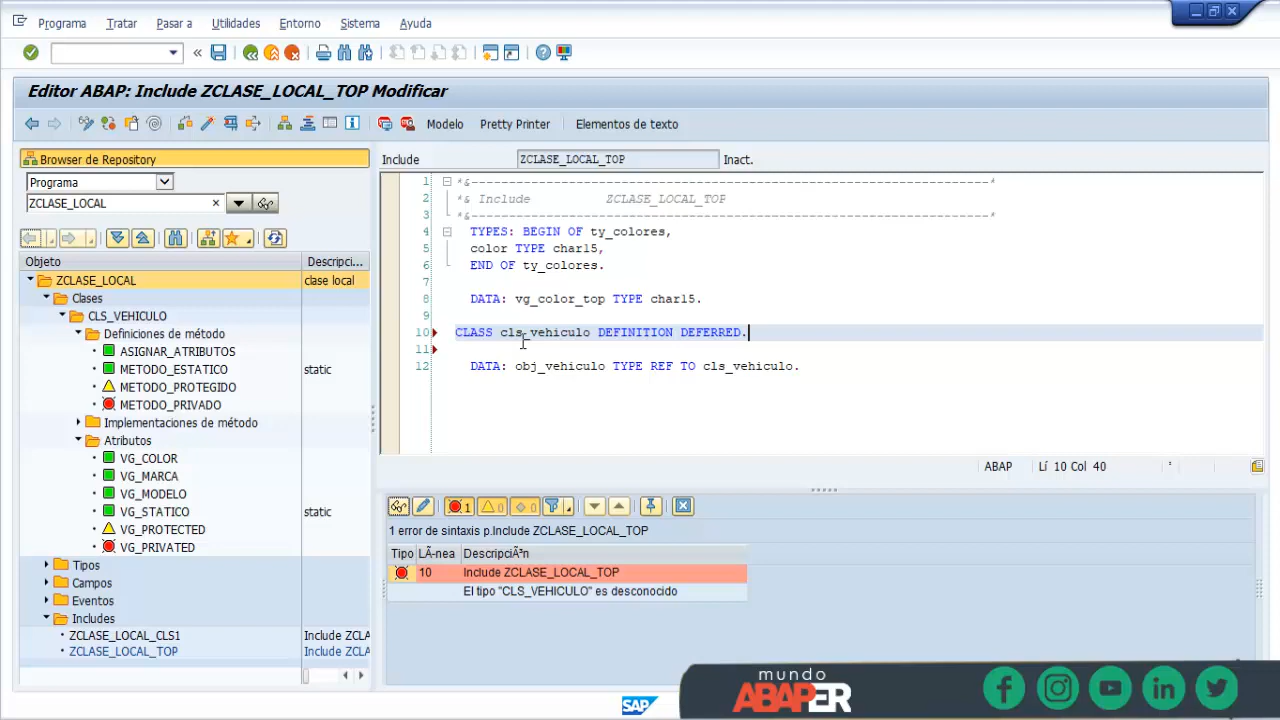 Programa Tratar Pasar a Utilidades Entorno Sistema Ayuda
Editor ABAP: Include ZCLASE_LOCAL_TOP Modificar
Modelo Pretty Printer Elementos de texto
Browser de Repository
Programa
ZCLASE_LOCAL
Objeto Descripci...
ZCLASE_LOCAL clase local
Clases
CLS_VEHICULO
Definiciones de método
ASIGNAR_ATRIBUTOS
METODO_ESTATICO static
METODO_PROTEGIDO
METODO_PRIVADO
Implementaciones de método
Atributos
VG_COLOR
VG_MARCA
VG_MODELO
VG_STATICO static
VG_PROTECTED
VG_PRIVATED
Tipos
Campos
Eventos
Includes
ZCLASE_LOCAL_CLS1 Include ZCLA
ZCLASE_LOCAL_TOP Include ZCLA
Include ZCLASE_LOCAL_TOP Inact.
1 *&---------------------------------------------------------------------*
2 *& Include ZCLASE_LOCAL_TOP
3 *&---------------------------------------------------------------------*
4 TYPES: BEGIN OF ty_colores,
5 color TYPE char15,
6 END OF ty_colores.
7
8 DATA: vg_color_top TYPE char15.
9
10 CLASS cls_vehiculo DEFINITION DEFERRED.
11
12 DATA: obj_vehiculo TYPE REF TO cls_vehiculo.
ABAP Lí 10 Col 40
1 0 0
1 error de sintaxis p.Include ZCLASE_LOCAL_TOP
Tipo LÃ­nea DescripciÃ³n
10 Include ZCLASE_LOCAL_TOP
El tipo "CLS_VEHICULO" es desconocido
SAP
mundo
ABAPER